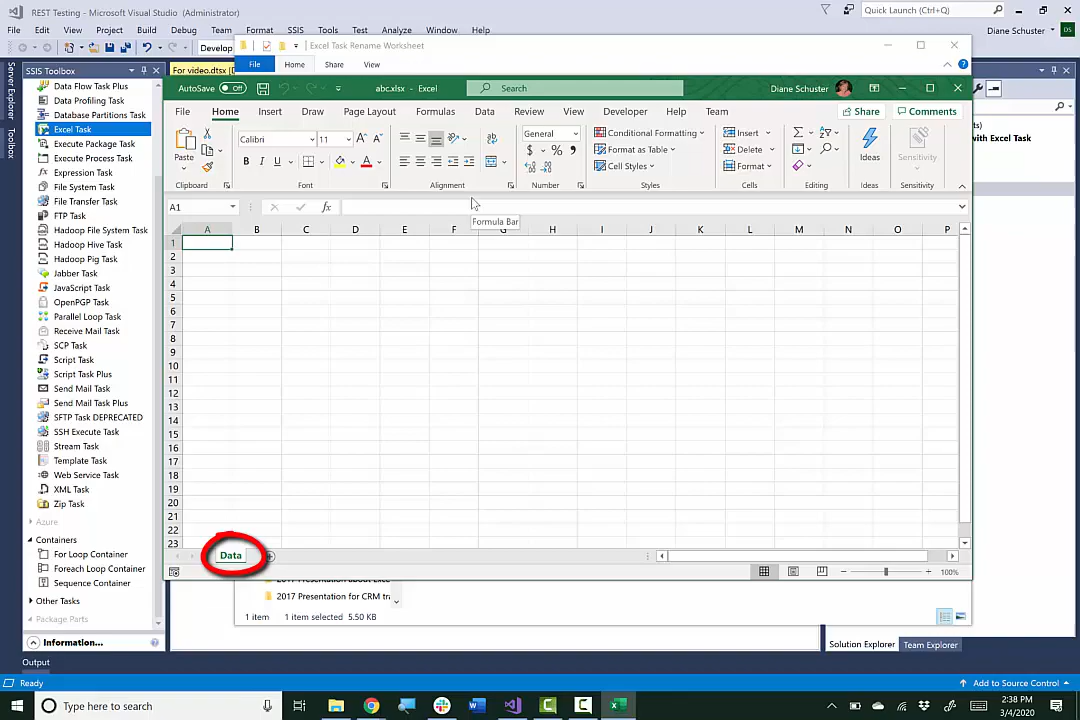 REST Testing - Microsoft Visual Studio (Administrator)
Quick Launch (Ctrl+Q)
File Edit View Project Build Debug Team Format SSIS Tools Test Analyze Window Help
Diane Schuster DS
Develop
Excel Task Rename Worksheet
Server Explorer
Toolbox
SSIS Toolbox
For video.dtsx [D
File Home Share View
Data Flow Task Plus
Data Profiling Task
Database Partitions Task
Excel Task
Execute Package Task
Execute Process Task
Expression Task
File System Task
File Transfer Task
FTP Task
Hadoop File System Task
Hadoop Hive Task
Hadoop Pig Task
Jabber Task
JavaScript Task
OpenPGP Task
Parallel Loop Task
Receive Mail Task
SCP Task
Script Task
Script Task Plus
Send Mail Task
Send Mail Task Plus
SFTP Task DEPRECATED
SSH Execute Task
Stream Task
Template Task
Web Service Task
XML Task
Zip Task
Azure
Containers
For Loop Container
Foreach Loop Container
Sequence Container
Other Tasks
Package Parts
Information...
AutoSave Off
abc.xlsx - Excel
Search
Diane Schuster
File Home Insert Draw Page Layout Formulas Data Review View Developer Help Team
Share Comments
Paste
Calibri 11
B I U
General
$ % 9
Conditional Formatting
Format as Table
Cell Styles
Insert
Delete
Format
Ideas
Sensitivity
Clipboard Font Alignment Number Styles Cells Editing Ideas Sensitivity
A1
fx
Formula Bar
A B C D E F G H I J K L M N O P
1
2
3
4
5
6
7
8
9
10
11
12
13
14
15
16
17
18
19
20
21
22
23
Data
100%
ts)
with Excel Task
2017 Presentation about Excel
2017 Presentation for CRM tra
1 item 1 item selected 5.50 KB
Solution Explorer Team Explorer
Output
Ready
Add to Source Control
Type here to search
2:38 PM
3/4/2020